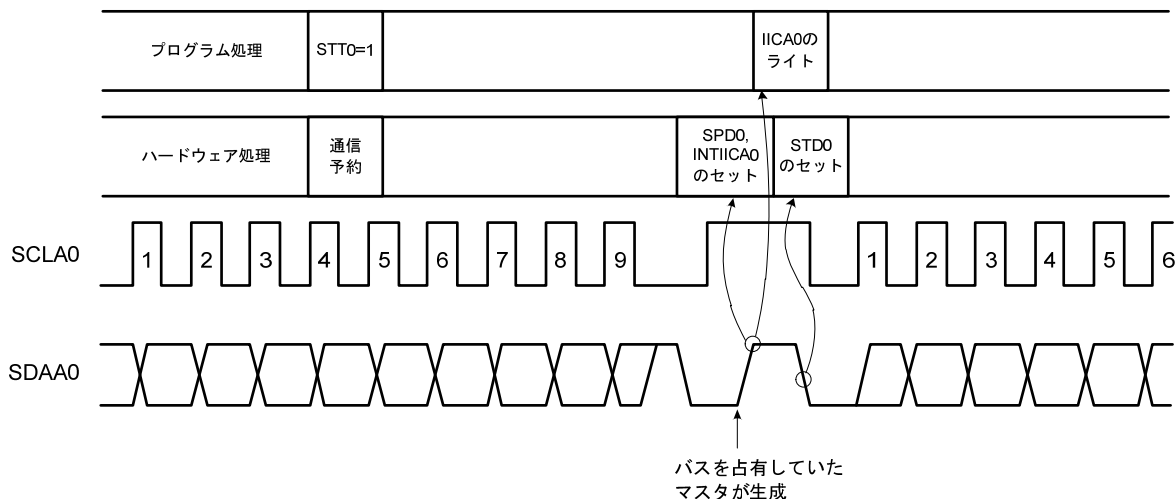 プログラム処理
STT0=1
IICA0の
ライト
ハードウェア処理
通信
予約
SPD0,
INTIICA0
のセット
STD0
のセット
SCLA0
1 2 3 4 5 6 7 8 9 1 2 3 4 5 6
SDAA0
バスを占有していた
マスタが生成